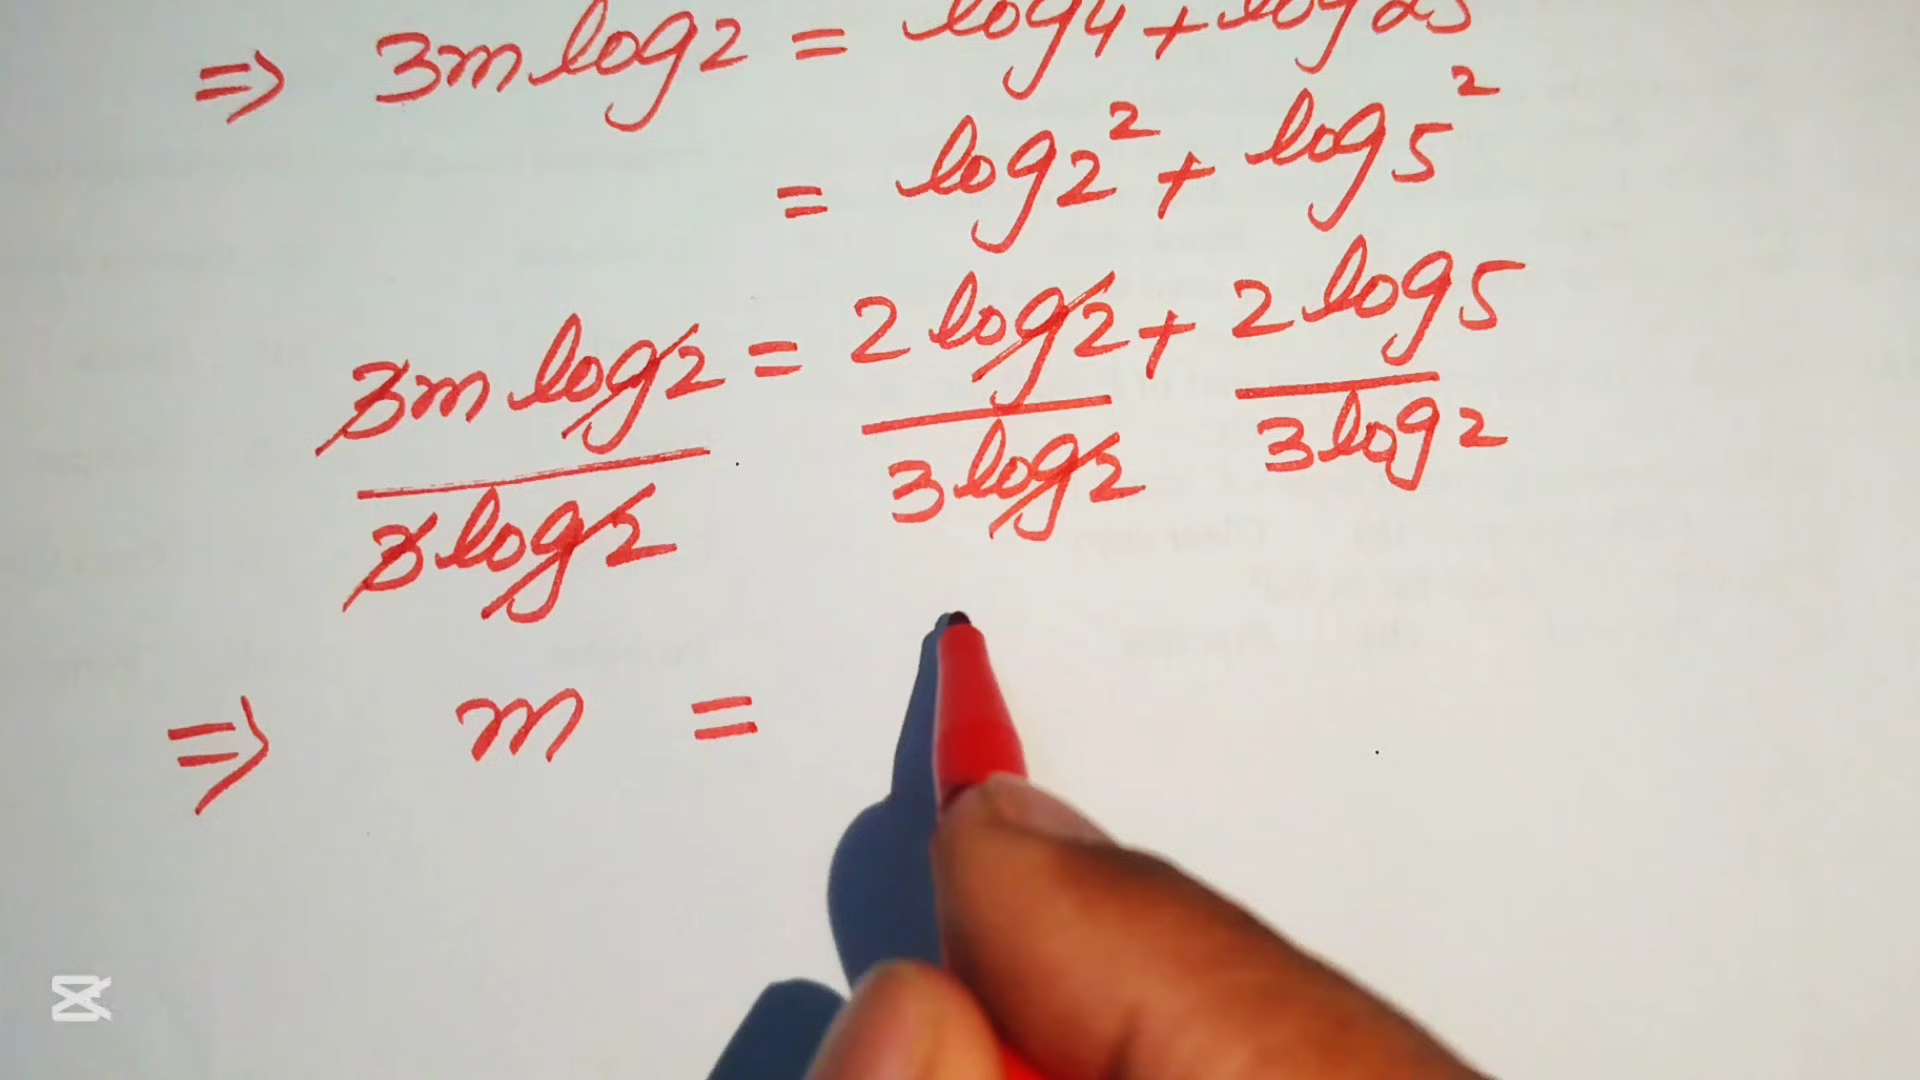 ⇒ 3m log2 = log4 + log25
= log2² + log5²
3m log2 / 3 log2 = 2 log2 / 3 log2 + 2 log5 / 3 log2
⇒ m =